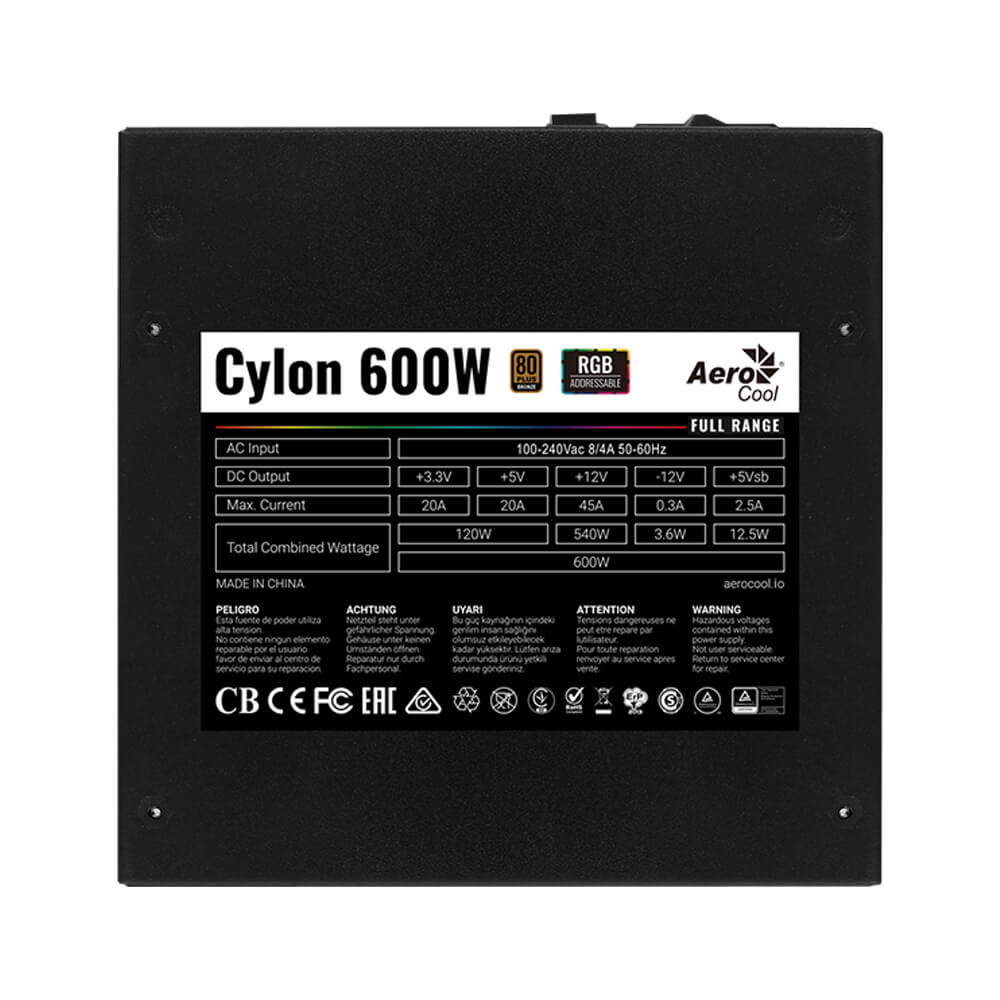 Cylon 600W 80 PLUS BRONZE RGB ADDRESSABLE Aero Cool
FULL RANGE
AC Input 100-240Vac 8/4A 50-60Hz
DC Output +3.3V +5V +12V -12V +5Vsb
Max. Current 20A 20A 45A 0.3A 2.5A
Total Combined Wattage 120W 540W 3.6W 12.5W
600W
MADE IN CHINA aerocool.io
PELIGRO
Esta fuente de poder utiliza
alta tension.
No contiene ningun elemento
reparable por el usuario
favor de enviar al centro de
servicio para su reparación.
ACHTUNG
Netzteil steht unter
gefährlicher Spannung.
Gehäuse unter keinen
Umständen öffnen.
Reparatur nur durch
Fachpersonal.
UYARI
Bu güç kaynağının içindeki
gerilim insan sağlığını
olumsuz etkileyebilecek
kadar yüksektir. Lütfen arıza
durumunda ürünü yetkili
servise gönderiniz.
ATTENTION
Tensions dangereuses ne
peut etre repare par
lutilisateur.
Pour toute reparation
renvoyer au service apres
vente.
WARNING
Hazardous voltages
contained within this
power supply.
Not user serviceable.
Return to service center
for repair.
CB CE FC EAC RoHS ErP